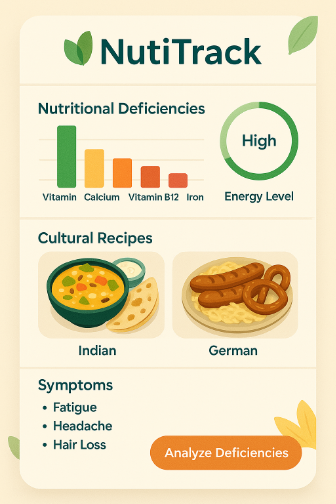 NutiTrack
Nutritional Deficiencies
High
Vitamin Calcium Vitamin B12 Iron
Energy Level
Cultural Recipes
Indian
German
Symptoms
• Fatigue
• Headache
• Hair Loss
Analyze Deficiencies